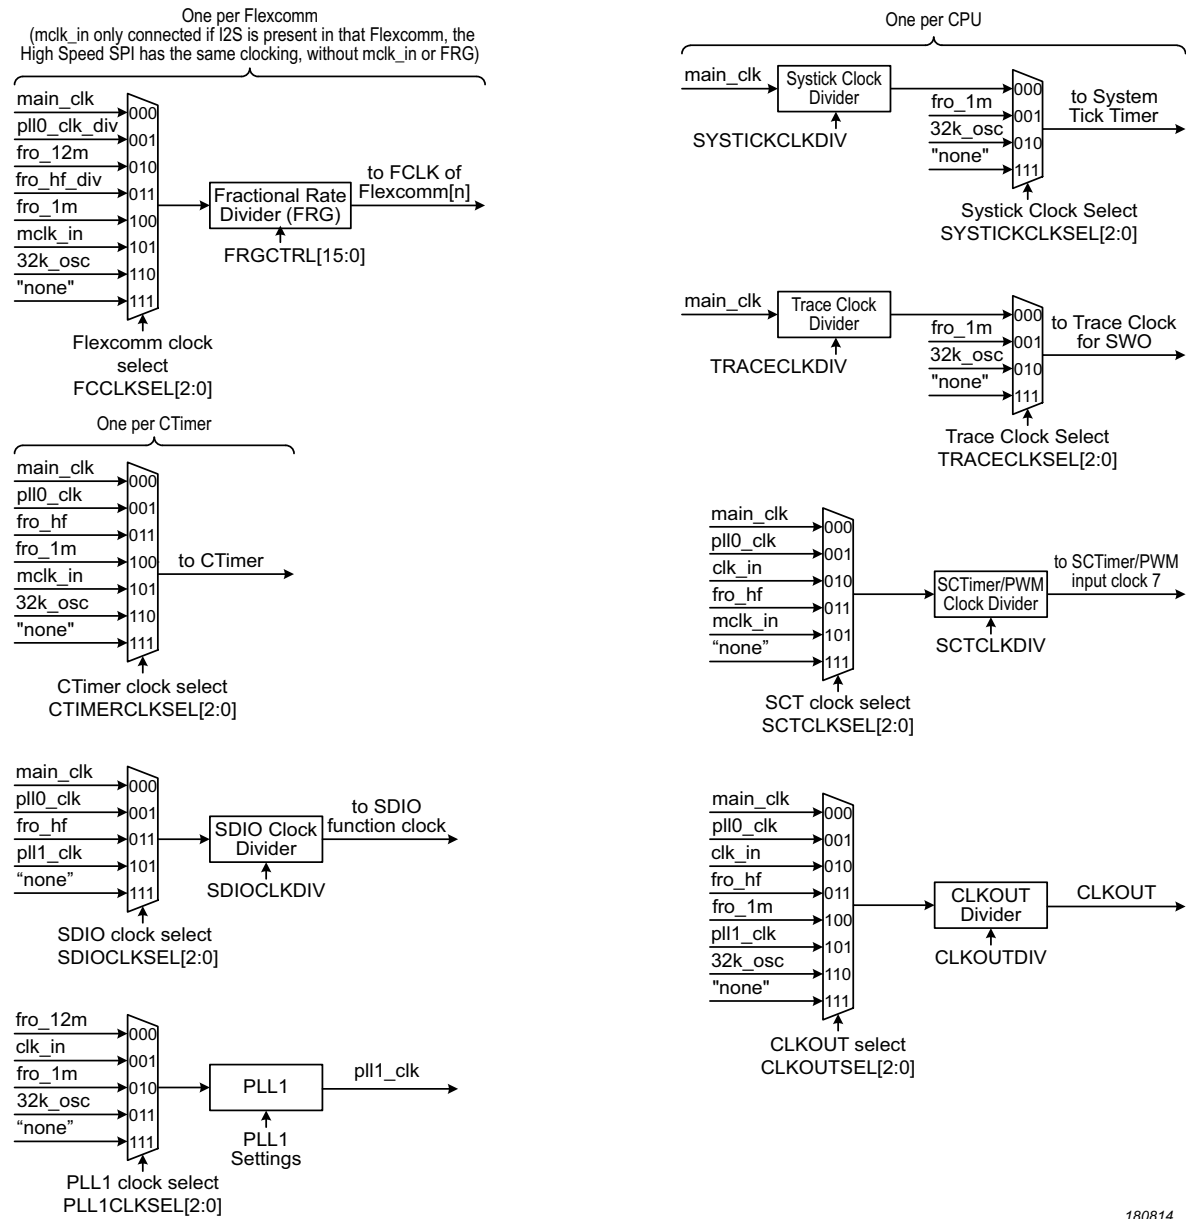 One per Flexcomm
(mclk_in only connected if I2S is present in that Flexcomm, the
High Speed SPI has the same clocking, without mclk_in or FRG)
main_clk
000
pll0_clk_div
001
fro_12m
010
fro_hf_div
011
fro_1m
100
mclk_in
101
32k_osc
110
"none"
111
Fractional Rate
Divider (FRG)
to FCLK of
Flexcomm[n]
FRGCTRL[15:0]
Flexcomm clock
select
FCCLKSEL[2:0]
One per CTimer
main_clk
000
pll0_clk
001
fro_hf
011
fro_1m
100
mclk_in
101
32k_osc
110
"none"
111
to CTimer
CTimer clock select
CTIMERCLKSEL[2:0]
main_clk
000
pll0_clk
001
fro_hf
011
pll1_clk
101
“none”
111
SDIO Clock
Divider
to SDIO
function clock
SDIOCLKDIV
SDIO clock select
SDIOCLKSEL[2:0]
fro_12m
000
clk_in
001
fro_1m
010
32k_osc
011
“none”
111
PLL1
pll1_clk
PLL1
Settings
PLL1 clock select
PLL1CLKSEL[2:0]
One per CPU
main_clk
Systick Clock
Divider
SYSTICKCLKDIV
000
fro_1m
001
32k_osc
010
"none"
111
to System
Tick Timer
Systick Clock Select
SYSTICKCLKSEL[2:0]
main_clk
Trace Clock
Divider
TRACECLKDIV
000
fro_1m
001
32k_osc
010
"none"
111
to Trace Clock
for SWO
Trace Clock Select
TRACECLKSEL[2:0]
main_clk
000
pll0_clk
001
clk_in
010
fro_hf
011
mclk_in
101
“none”
111
SCTimer/PWM
Clock Divider
to SCTimer/PWM
input clock 7
SCTCLKDIV
SCT clock select
SCTCLKSEL[2:0]
main_clk
000
pll0_clk
001
clk_in
010
fro_hf
011
fro_1m
100
pll1_clk
101
32k_osc
110
"none"
111
CLKOUT
Divider
CLKOUT
CLKOUTDIV
CLKOUT select
CLKOUTSEL[2:0]
180814